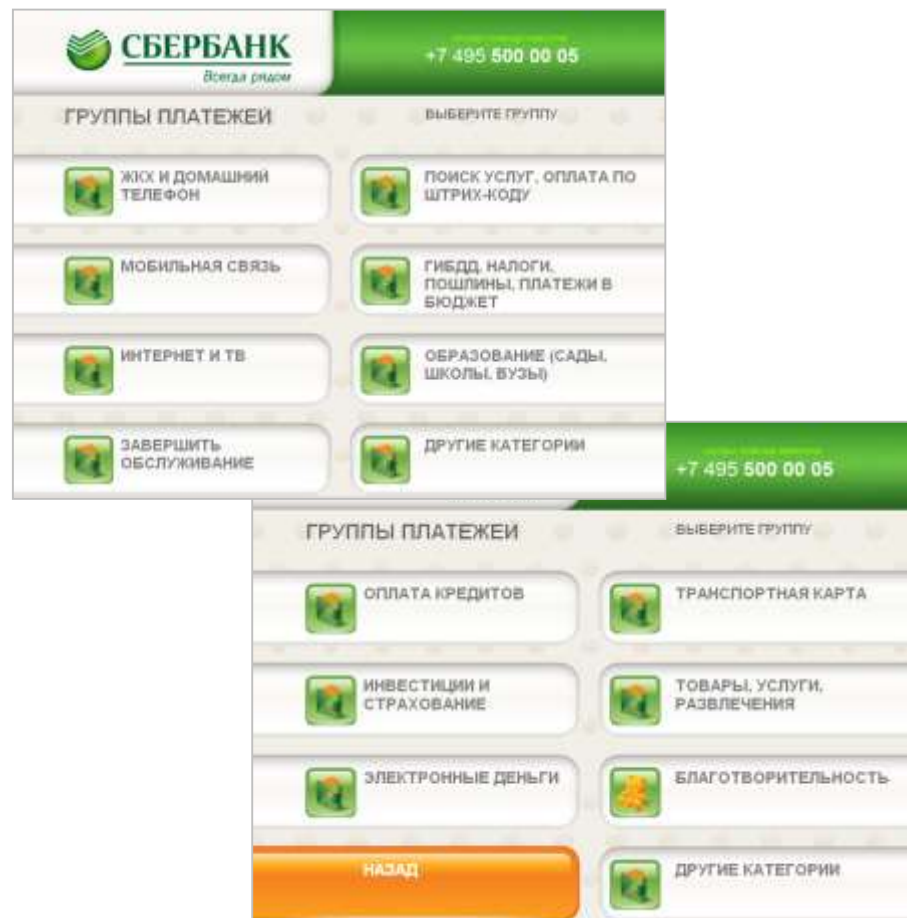 СБЕРБАНК
Всегда рядом
+7 495 500 00 05
ГРУППЫ ПЛАТЕЖЕЙ
ВЫБЕРИТЕ ГРУППУ
ЖКХ И ДОМАШНИЙ
ТЕЛЕФОН
ПОИСК УСЛУГ, ОПЛАТА ПО
ШТРИХ-КОДУ
МОБИЛЬНАЯ СВЯЗЬ
ГИБДД, НАЛОГИ,
ПОШЛИНЫ, ПЛАТЕЖИ В
БЮДЖЕТ
ИНТЕРНЕТ И ТВ
ОБРАЗОВАНИЕ (САДЫ,
ШКОЛЫ, ВУЗЫ)
ЗАВЕРШИТЬ
ОБСЛУЖИВАНИЕ
ДРУГИЕ КАТЕГОРИИ
+7 495 500 00 05
ГРУППЫ ПЛАТЕЖЕЙ
ВЫБЕРИТЕ ГРУППУ
ОПЛАТА КРЕДИТОВ
ТРАНСПОРТНАЯ КАРТА
ИНВЕСТИЦИИ И
СТРАХОВАНИЕ
ТОВАРЫ, УСЛУГИ,
РАЗВЛЕЧЕНИЯ
ЭЛЕКТРОННЫЕ ДЕНЬГИ
БЛАГОТВОРИТЕЛЬНОСТЬ
НАЗАД
ДРУГИЕ КАТЕГОРИИ